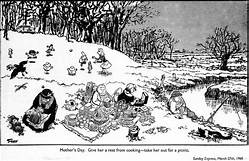 Mother's Day: Give her a rest from cooking—take her out for a picnic.
Sunday Express, March 27th, 1960